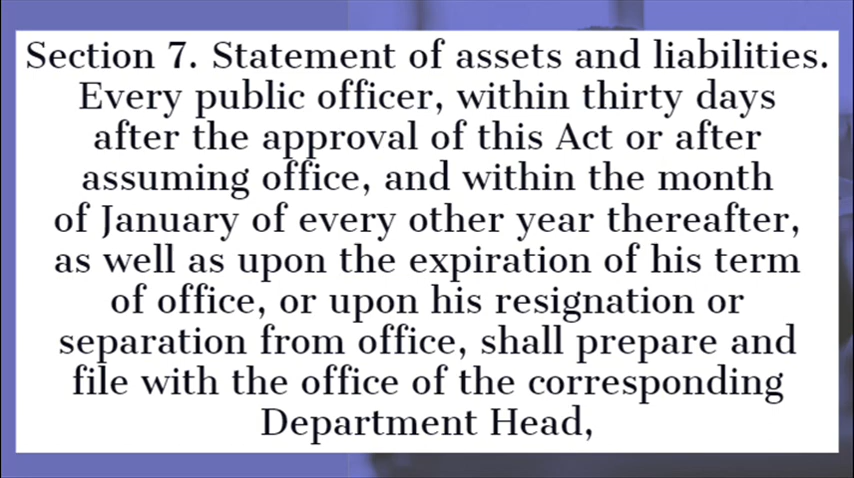 Section 7. Statement of assets and liabilities.
Every public officer, within thirty days
after the approval of this Act or after
assuming office, and within the month
of January of every other year thereafter,
as well as upon the expiration of his term
of office, or upon his resignation or
separation from office, shall prepare and
file with the office of the corresponding
Department Head,